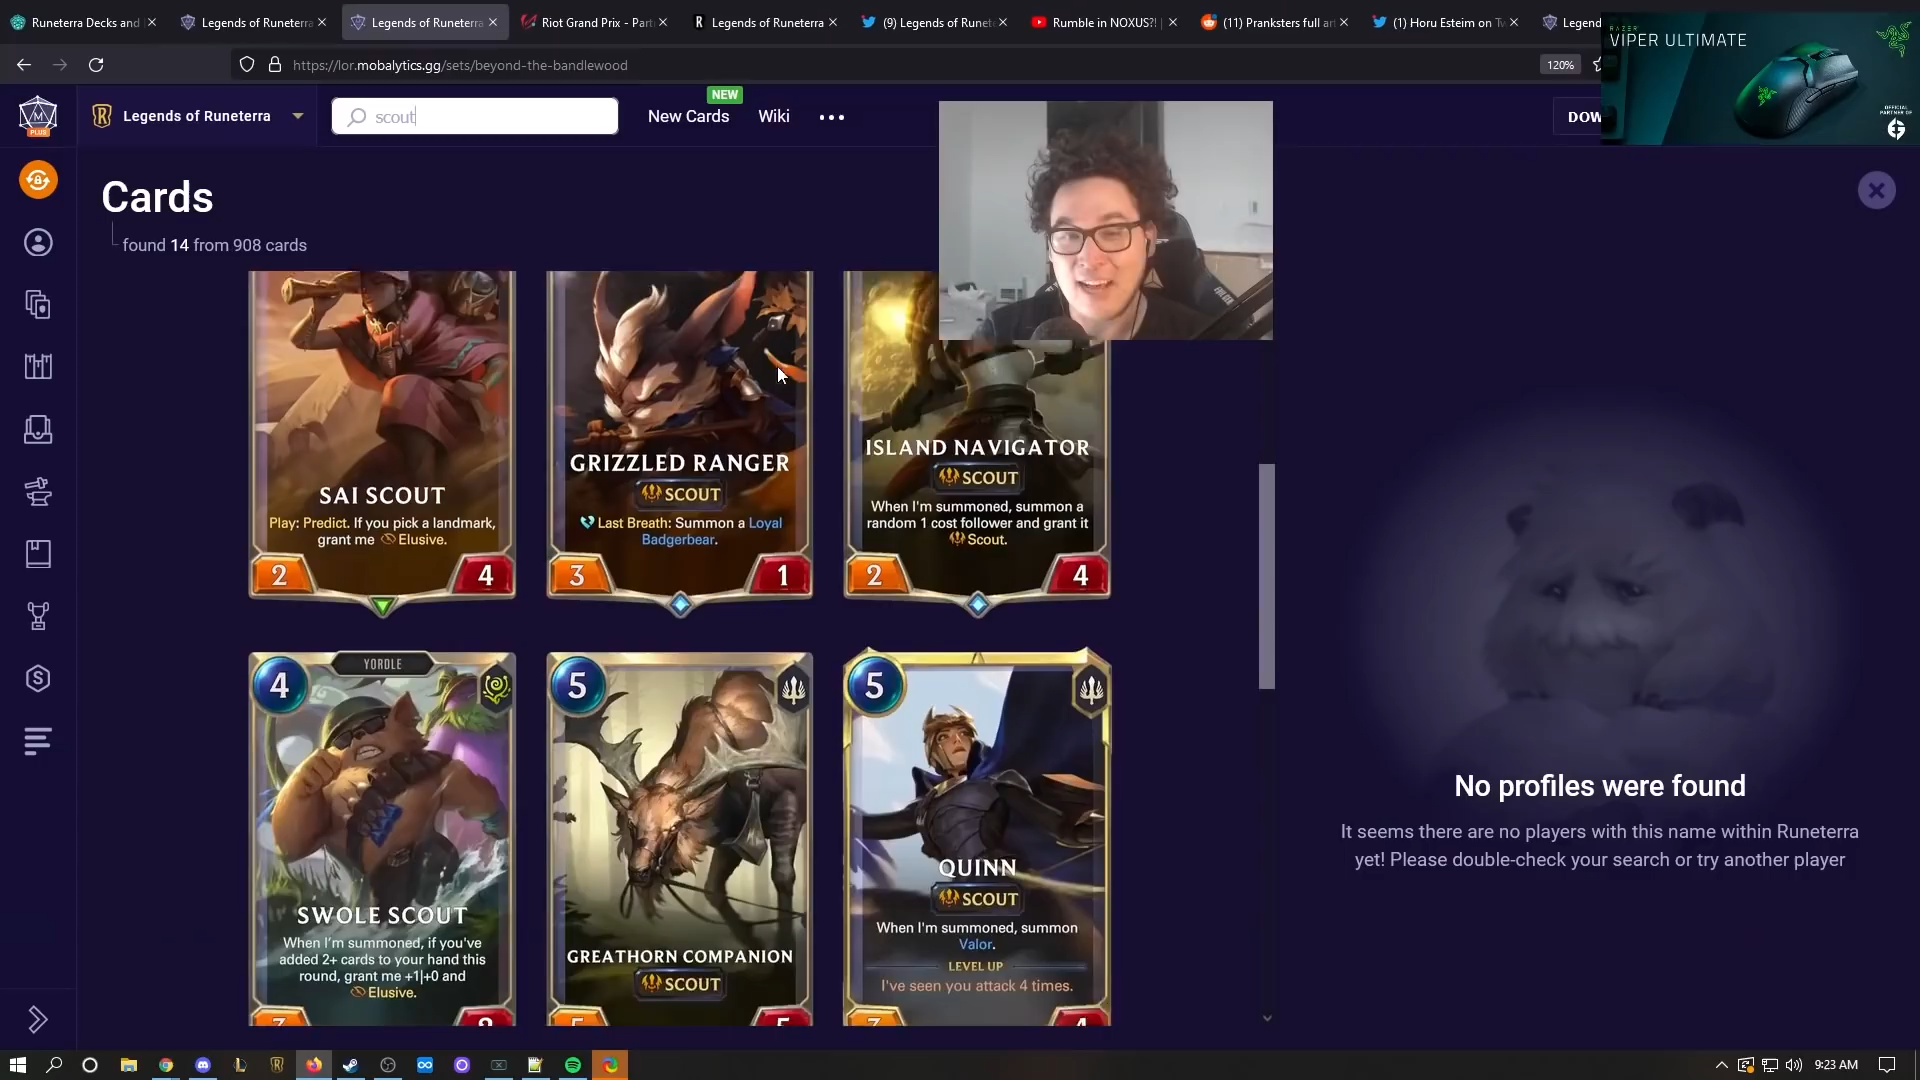 Runeterra Decks and
Legends of Runeterra
Legends of Runeterra
Riot Grand Prix - Part
Legends of Runeterra
(9) Legends of Runet
Rumble in NOXUS?! |
(11) Pranksters full ar
(1) Horu Esteim on Tw
Legend
https://lor.mobalytics.gg/sets/beyond-the-bandlewood
120%
RAZER
VIPER ULTIMATE
OFFICIAL
PARTNER OF
PLUS
Legends of Runeterra
scout
NEW
New Cards
Wiki
DOW
Cards
found 14 from 908 cards
SAI SCOUT
Play: Predict. If you pick a landmark,
grant me Elusive.
2
4
GRIZZLED RANGER
SCOUT
Last Breath: Summon a Loyal
Badgerbear.
3
1
ISLAND NAVIGATOR
SCOUT
When I'm summoned, summon a
random 1 cost follower and grant it
Scout.
2
4
YORDLE
4
SWOLE SCOUT
When I'm summoned, if you've
added 2+ cards to your hand this
round, grant me +1|+0 and
Elusive.
5
GREATHORN COMPANION
SCOUT
5
QUINN
SCOUT
When I'm summoned, summon
Valor.
LEVEL UP
I've seen you attack 4 times.
No profiles were found
It seems there are no players with this name within Runeterra
yet! Please double-check your search or try another player
9:23 AM